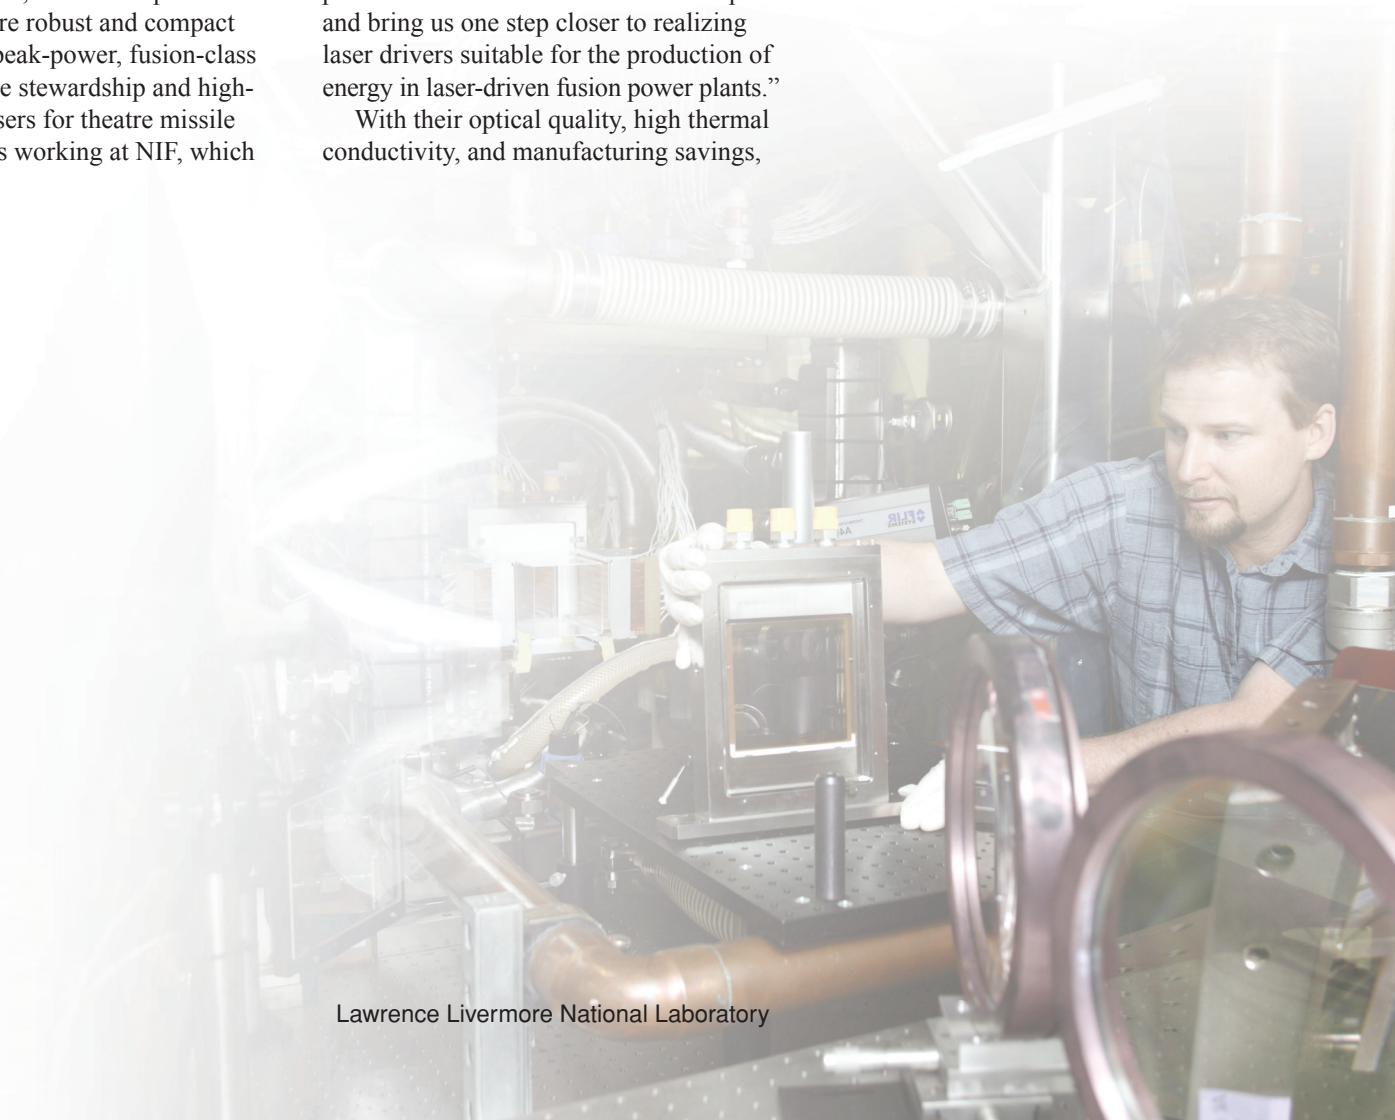 re robust and compact
peak-power, fusion-class
e stewardship and high-
sers for theatre missile
s working at NIF, which
and bring us one step closer to realizing
laser drivers suitable for the production of
energy in laser-driven fusion power plants.”
With their optical quality, high thermal
conductivity, and manufacturing savings,
FLIR
SYSTEMS
Lawrence Livermore National Laboratory